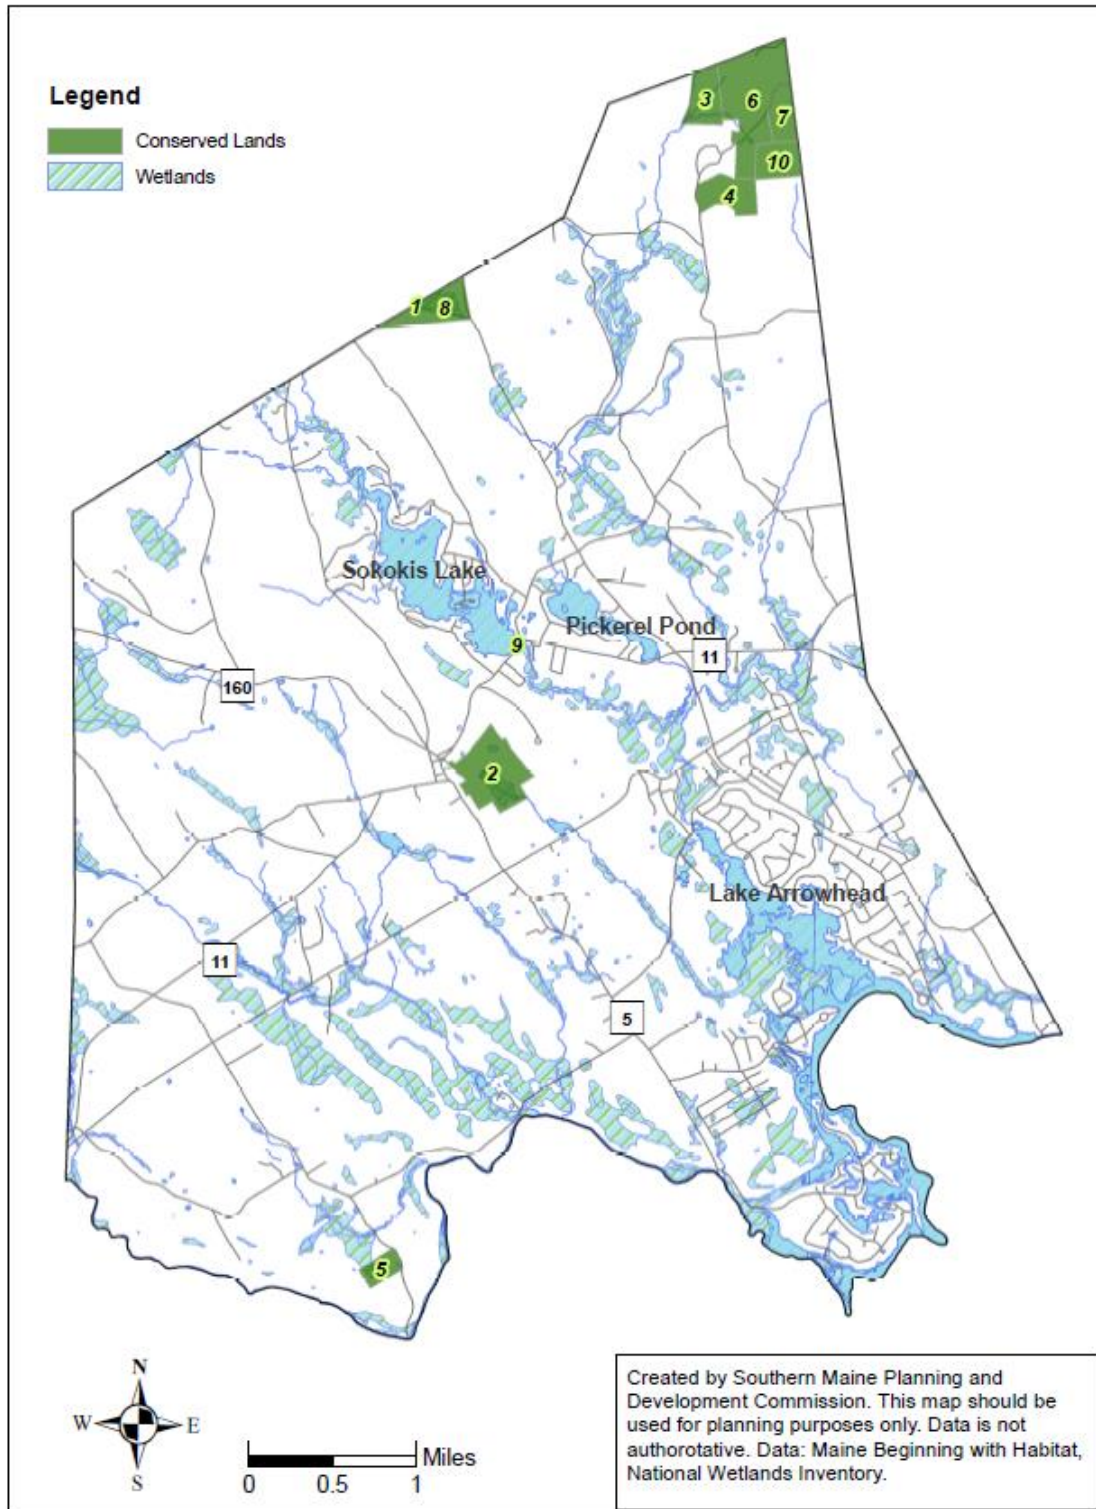 Legend
Conserved Lands
Wetlands
3
6
7
10
4
1
8
Sokokis Lake
Pickerel Pond
9
11
160
2
Lake Arrowhead
11
5
5
N
W
E
S
Miles
0
0.5
1
Created by Southern Maine Planning and
Development Commission. This map should be
used for planning purposes only. Data is not
authorotative. Data: Maine Beginning with Habitat,
National Wetlands Inventory.